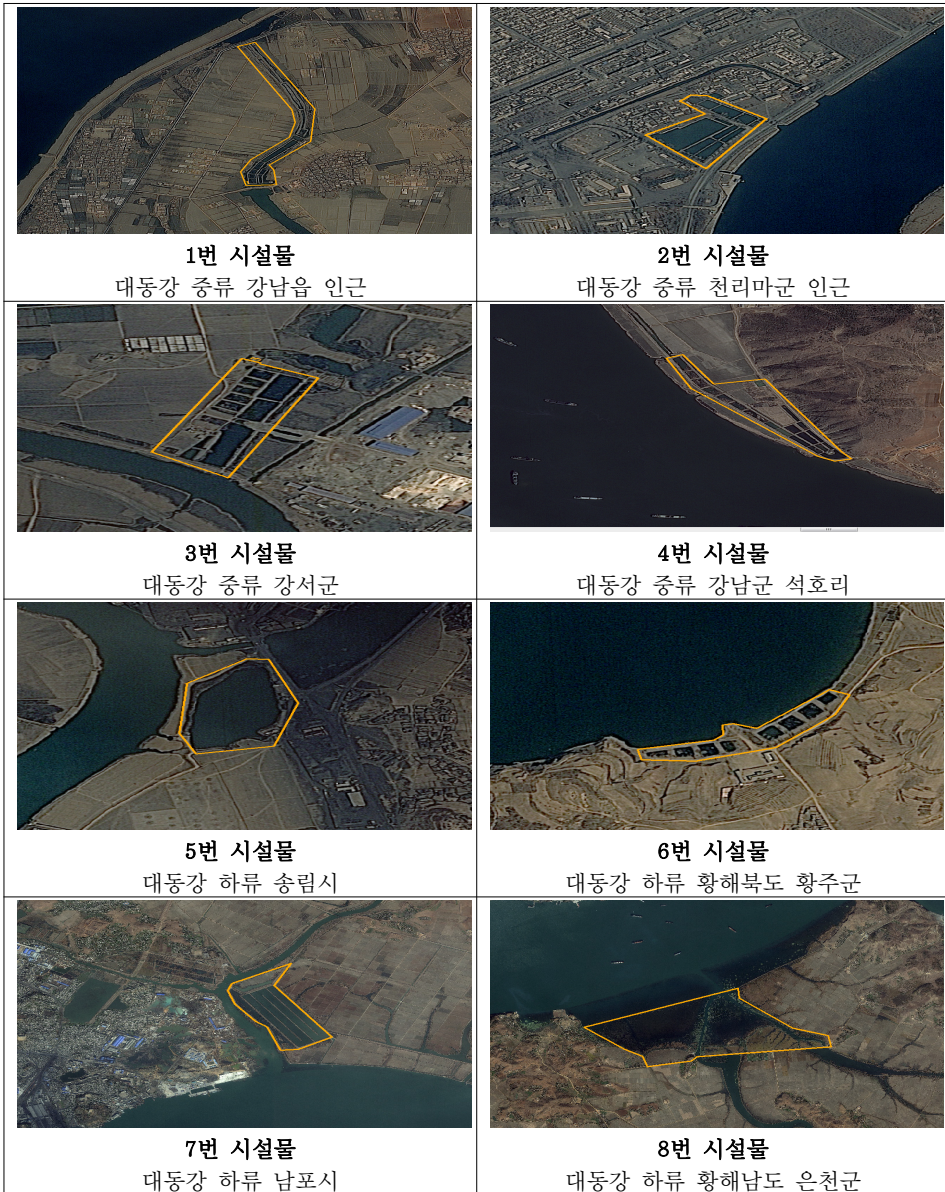 1번 시설물
대동강 중류 강남읍 인근
2번 시설물
대동강 중류 천리마군 인근
3번 시설물
대동강 중류 강서군
4번 시설물
대동강 중류 강남군 석호리
5번 시설물
대동강 하류 송림시
6번 시설물
대동강 하류 황해북도 황주군
7번 시설물
대동강 하류 남포시
8번 시설물
대동강 하류 황해남도 은천군